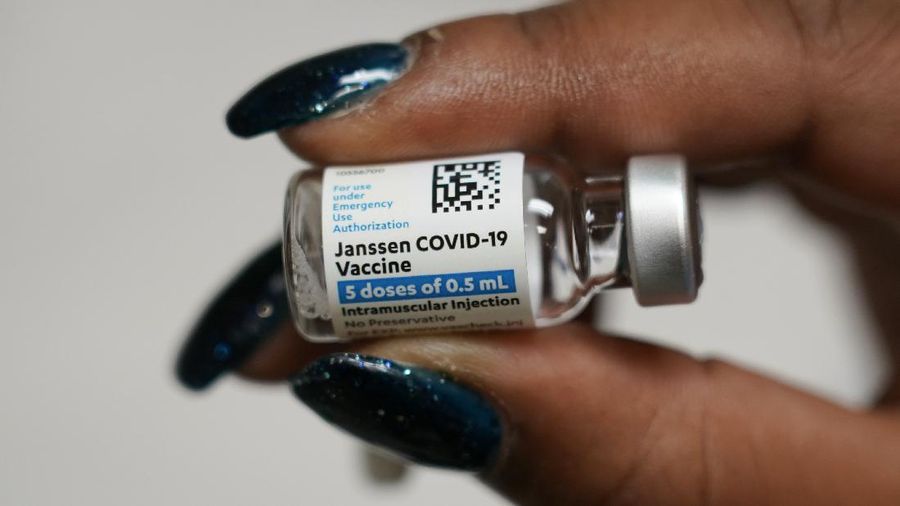 For use
under
Emergency
Use
Authorization
Janssen COVID-19
Vaccine
5 doses of 0.5 mL
Intramuscular Injection
No Preservative